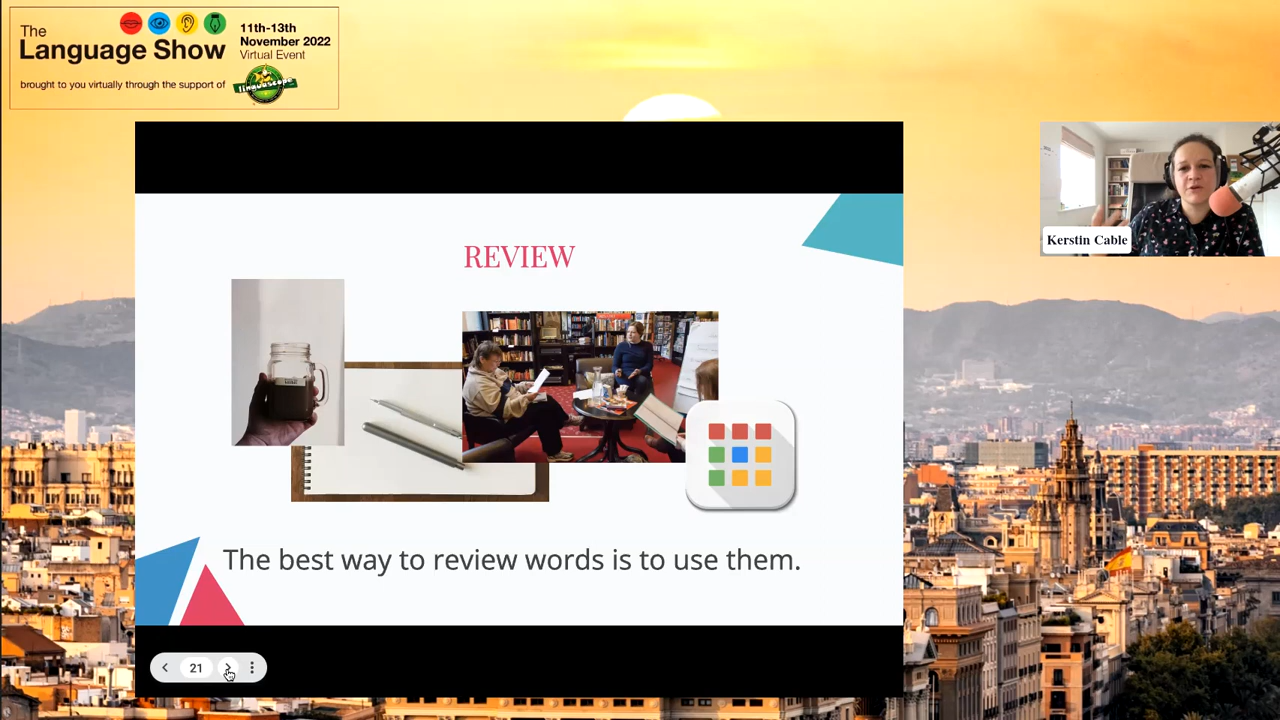 The
Language Show
11th-13th
November 2022
Virtual Event
brought to you virtually through the support of
linguascope
REVIEW
The best way to review words is to use them.
Kerstin Cable
21